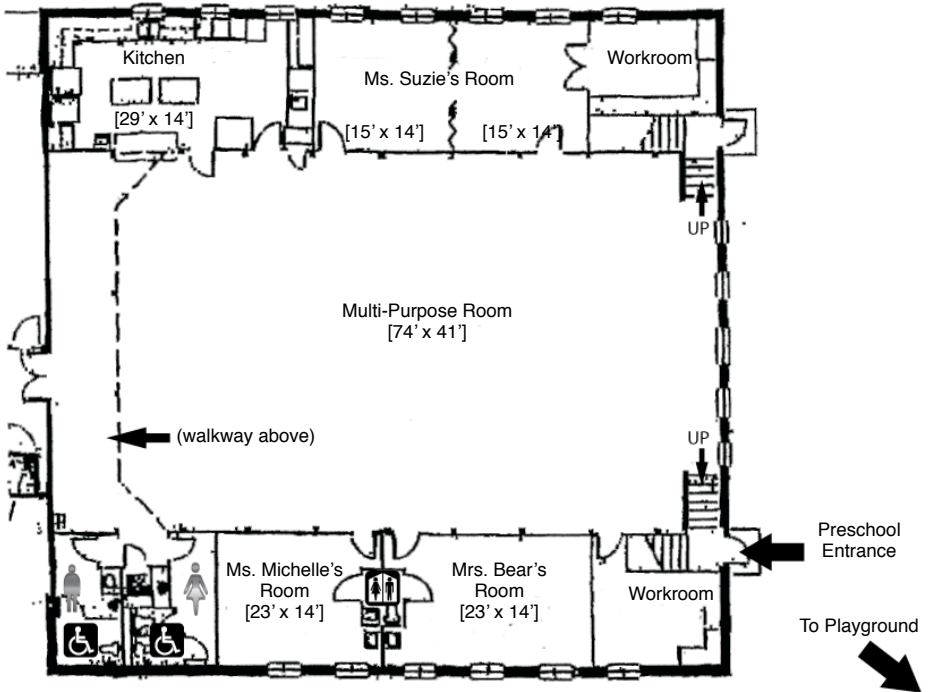 Kitchen
[29' x 14']
Ms. Suzie's Room
[15' x 14']
[15' x 14']
Workroom
UP
Multi-Purpose Room
[74' x 41']
(walkway above)
UP
Preschool
Entrance
Ms. Michelle's
Room
[23' x 14']
Mrs. Bear's
Room
[23' x 14']
Workroom
To Playground